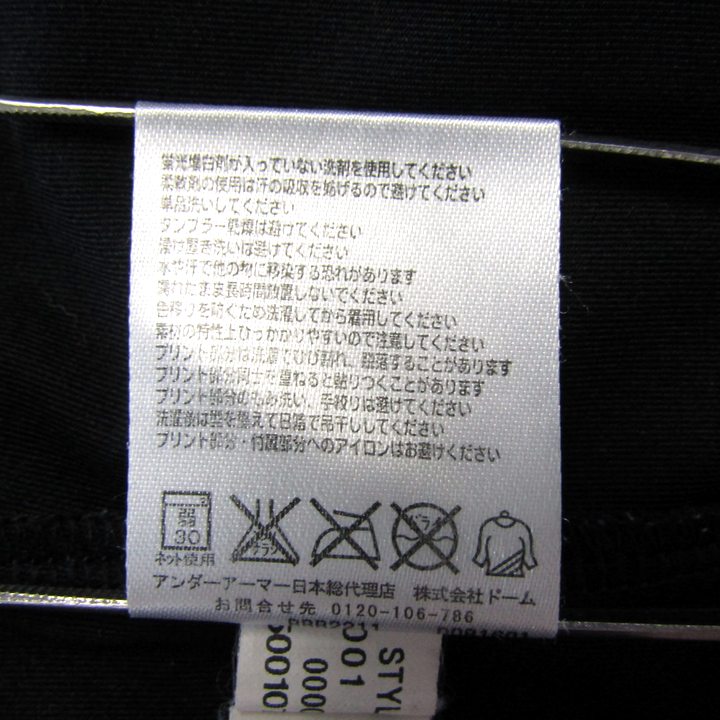 蛍光増白剤が入っていない洗剤を使用してください
柔軟剤の使用は汗の吸収を妨げるので避けてください
単品洗いしてください
タンブラー乾燥は避けてください
浸け置き洗いは避けてください
水や汗で他の物に移染する恐れがあります
濡れたまま長時間放置しないでください
色移りを防ぐため洗濯してから着用してください
素材の特性上ひっかかりやすいので注意してください
プリント部分は洗濯でひび割れ、脱落することがあります
プリント部分同士を重ねると貼りつくことがあります
プリント部分のもみ洗い、手絞りは避けてください
洗濯後は型を整えて日陰で吊干ししてください
プリント部分・付属部分へのアイロンはお避けください
弱
30
ネット使用
エンソ
ドライ
アンダーアーマー日本総代理店 株式会社ドーム
お問合せ先 0120-106-786
STYL
001
0000
00010